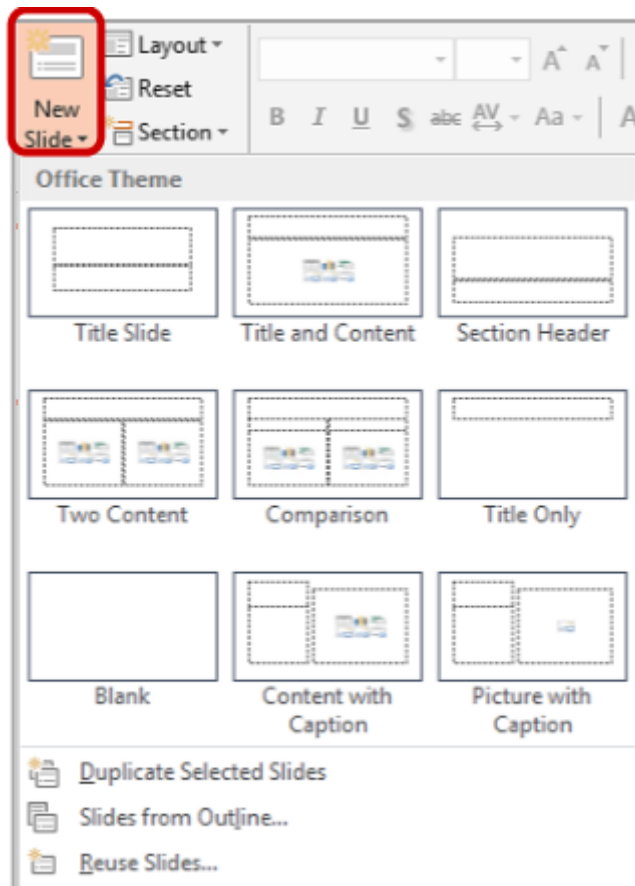 New
Slide
Layout
Reset
Section
B I U S abc AV Aa A
A A
Office Theme
Title Slide
Title and Content
Section Header
Two Content
Comparison
Title Only
Blank
Content with
Caption
Picture with
Caption
Duplicate Selected Slides
Slides from Outline...
Reuse Slides...